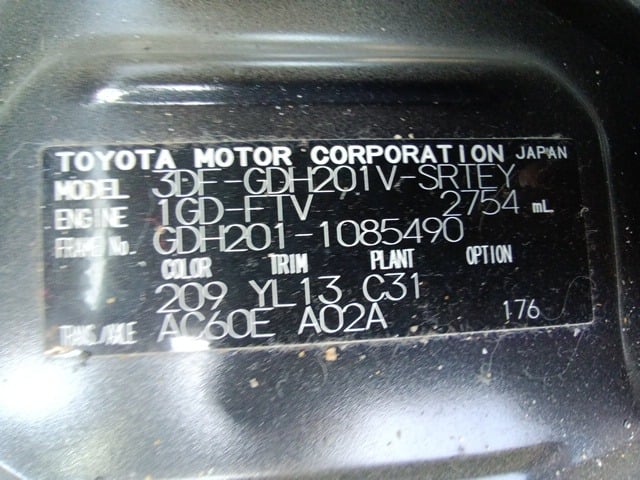 TOYOTA MOTOR CORPORATION JAPAN
MODEL 3DF-GDH201V-SRTEY
ENGINE 1GD-FTV 2754 mL
FRAME No. GDH201-1085490
COLOR TRIM PLANT OPTION
209 YL13 C31
TRANS/AXLE AC60E A02A 176